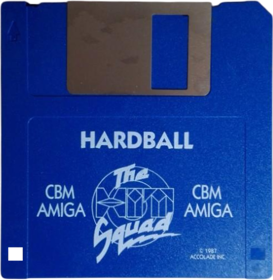 HARDBALL
The
CBM
AMIGA
KIXX
CBM
AMIGA
Squad
© 1987
ACCOLADE INC.